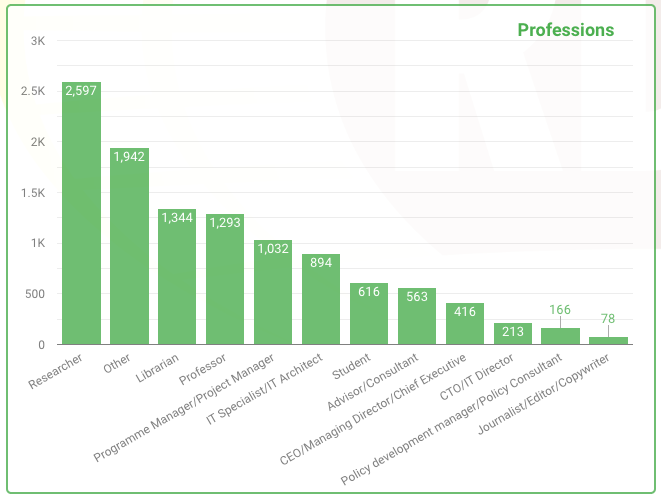 Professions
3K
2.5K
2K
1.5K
1K
500
0
2,597
1,942
1,344
1,293
1,032
894
616
563
416
213
166
78
Researcher
Other
Librarian
Professor
Programme Manager/Project Manager
IT Specialist/IT Architect
Student
Advisor/Consultant
CEO/Managing Director/Chief Executive
CTO/IT Director
Policy development manager/Policy Consultant
Journalist/Editor/Copywriter